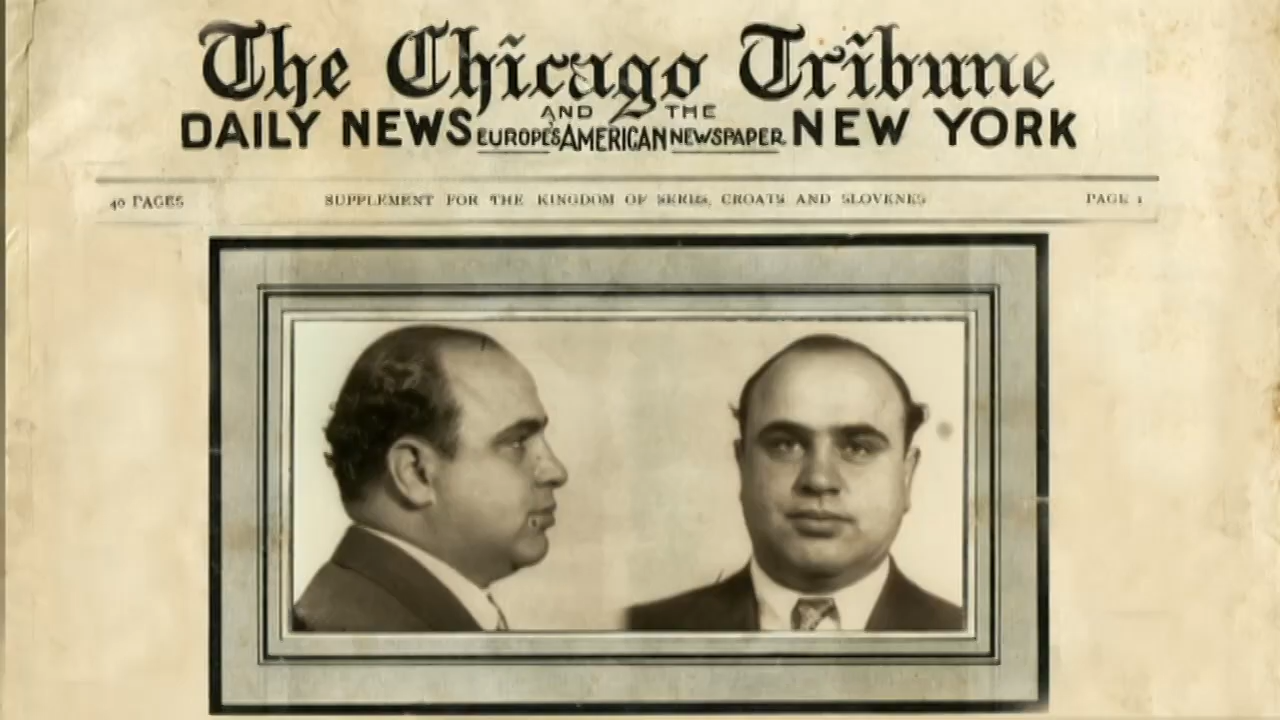 The Chicago Tribune
AND THE
DAILY NEWS EUROPE'S AMERICAN NEWSPAPER NEW YORK
40 PAGES SUPPLEMENT FOR THE KINGDOM OF SERBS, CROATS AND SLOVENES PAGE 1